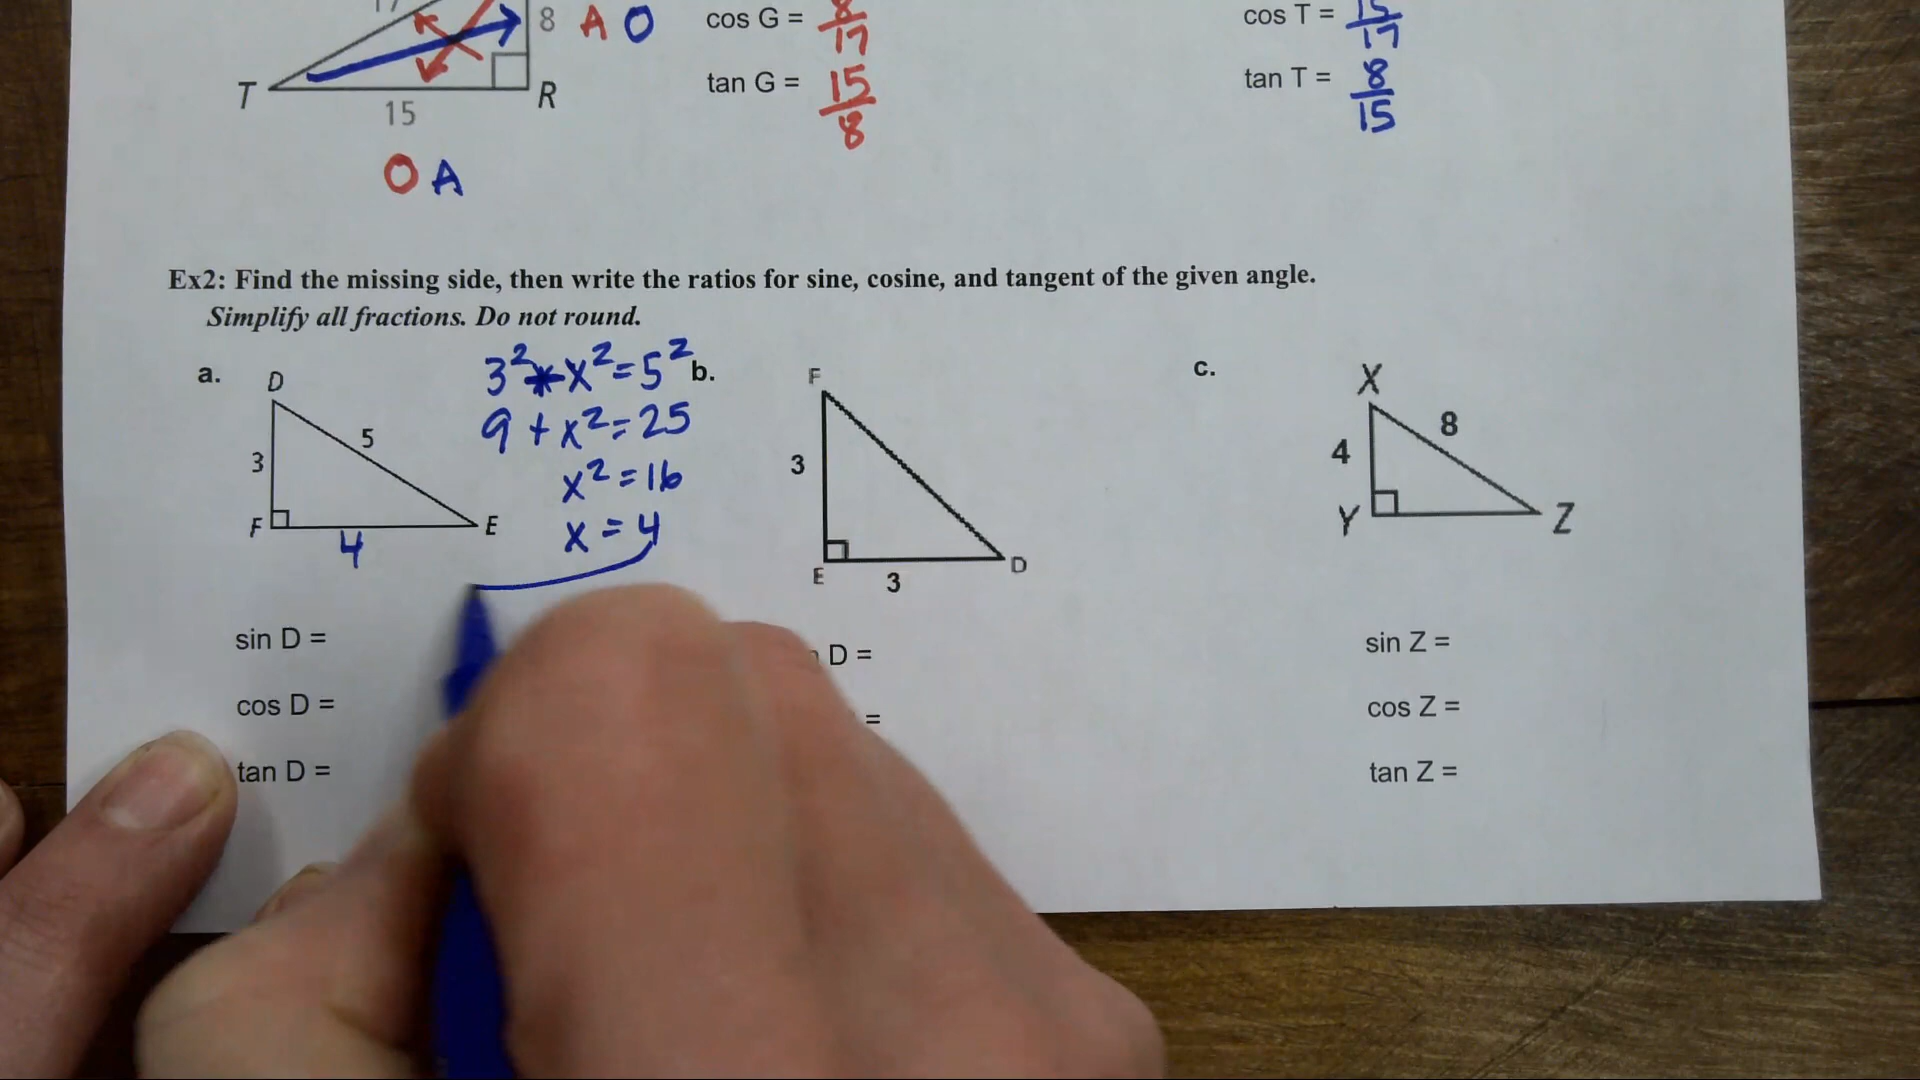 17 8 A O cos G = 8/17 cos T = 15/17
T R tan G = 15/8 tan T = 8/15
15
O A
Ex2: Find the missing side, then write the ratios for sine, cosine, and tangent of the given angle.
Simplify all fractions. Do not round.
a. D 3² + x² = 5²
3 5 9 + x² = 25
x² = 16
F E x = 4
4
sin D =
cos D =
tan D =
b. F
3
E D
3
D =
=
c. X
4 8
Y Z
sin Z =
cos Z =
tan Z =